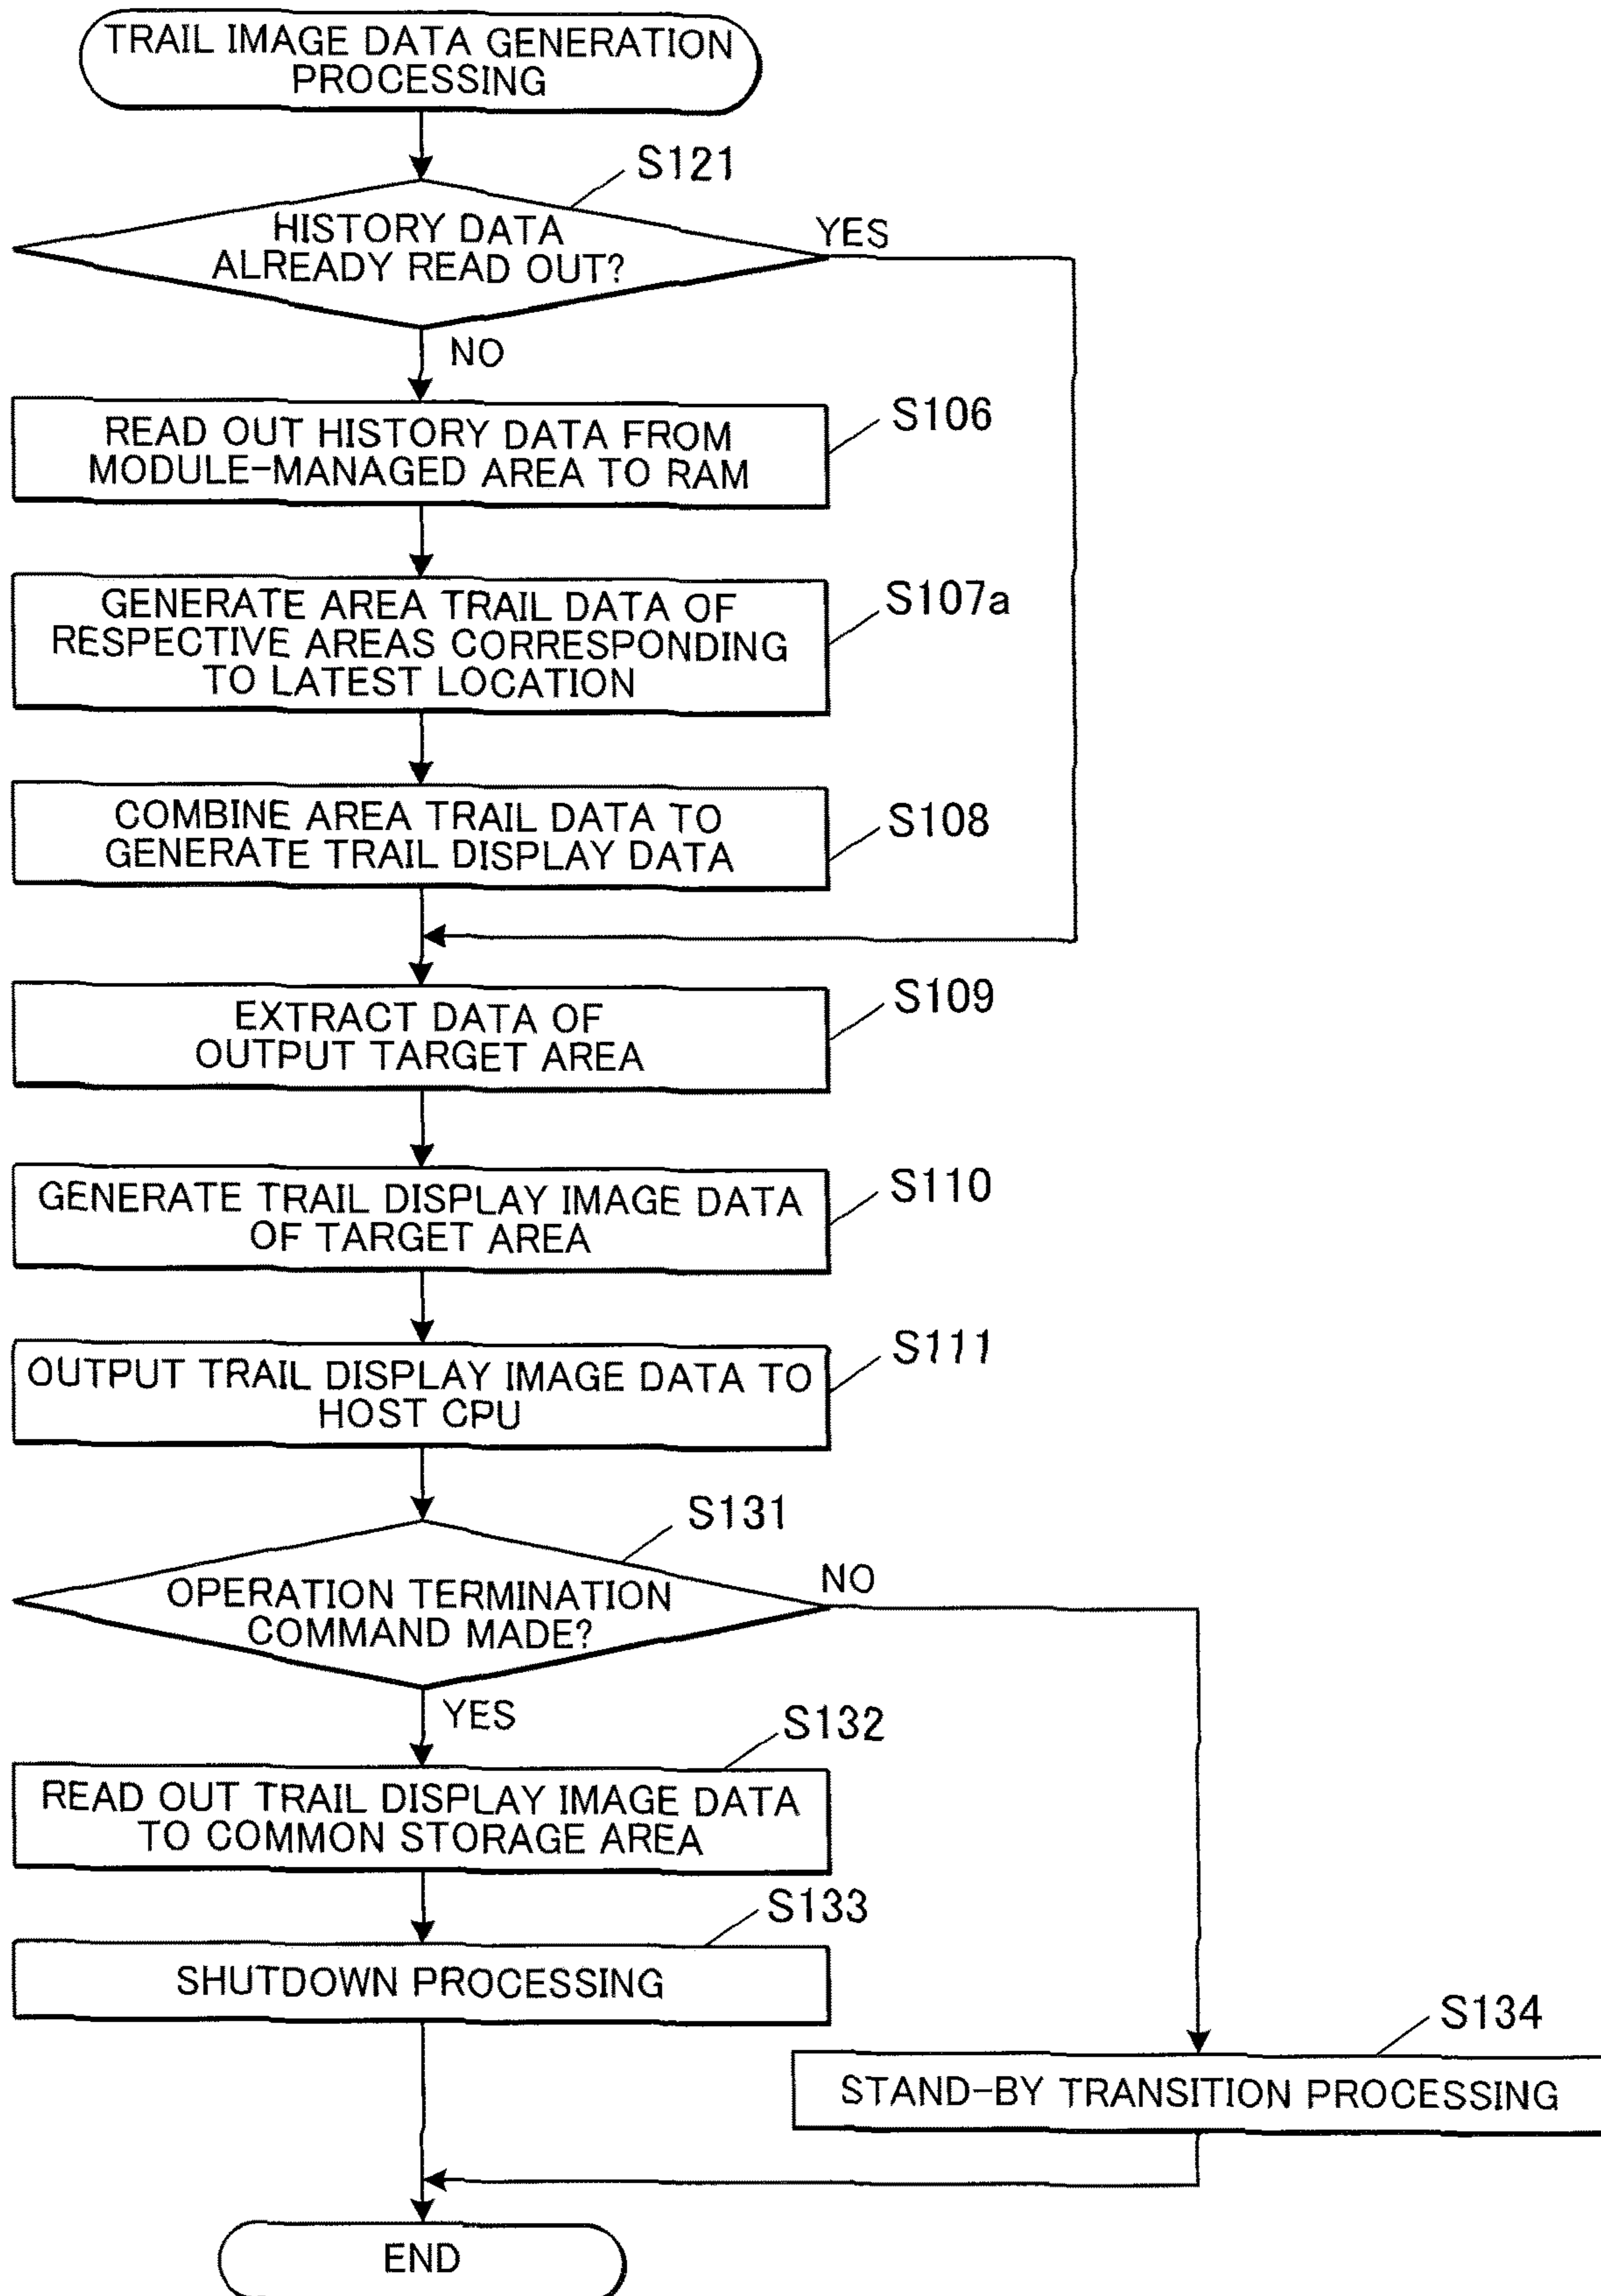 TRAIL IMAGE DATA GENERATION
PROCESSING
S121
HISTORY DATA
ALREADY READ OUT?
YES
NO
S106
READ OUT HISTORY DATA FROM
MODULE-MANAGED AREA TO RAM
S107a
GENERATE AREA TRAIL DATA OF
RESPECTIVE AREAS CORRESPONDING
TO LATEST LOCATION
S108
COMBINE AREA TRAIL DATA TO
GENERATE TRAIL DISPLAY DATA
S109
EXTRACT DATA OF
OUTPUT TARGET AREA
S110
GENERATE TRAIL DISPLAY IMAGE DATA
OF TARGET AREA
S111
OUTPUT TRAIL DISPLAY IMAGE DATA TO
HOST CPU
S131
OPERATION TERMINATION
COMMAND MADE?
NO
YES
S132
READ OUT TRAIL DISPLAY IMAGE DATA
TO COMMON STORAGE AREA
S133
SHUTDOWN PROCESSING
S134
STAND-BY TRANSITION PROCESSING
END